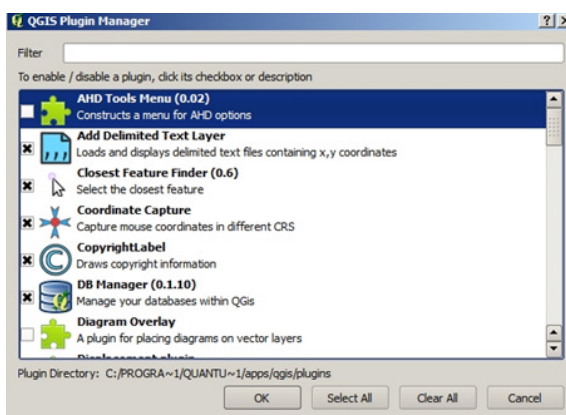 QGIS Plugin Manager
Filter
To enable / disable a plugin, click its checkbox or description
AHD Tools Menu (0.02)
Constructs a menu for AHD options
Add Delimited Text Layer
Loads and displays delimited text files containing x,y coordinates
Closest Feature Finder (0.6)
Select the closest feature
Coordinate Capture
Capture mouse coordinates in different CRS
CopyrightLabel
Draws copyright information
DB Manager (0.1.10)
Manage your databases within QGis
Diagram Overlay
A plugin for placing diagrams on vector layers
Displacement plugin
Plugin Directory: C:/PROGRA~1/QUANTU~1/apps/qgis/plugins
OK Select All Clear All Cancel